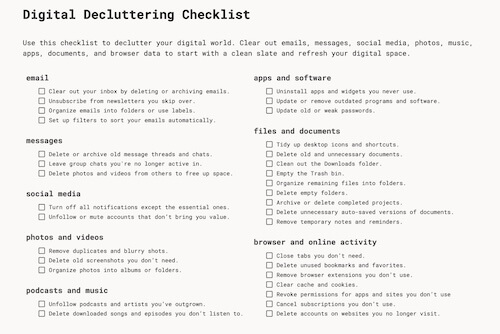 Digital Decluttering Checklist
Use this checklist to declutter your digital world. Clear out emails, messages, social media, photos, music,
apps, documents, and browser data to start with a clean slate and refresh your digital space.
email
Clear out your inbox by deleting or archiving emails.
Unsubscribe from newsletters you skip over.
Organize emails into folders or use labels.
Set up filters to sort your emails automatically.
messages
Delete or archive old message threads and chats.
Leave group chats you're no longer active in.
Delete photos and videos from others to free up space.
social media
Turn off all notifications except the essential ones.
Unfollow or mute accounts that don't bring you value.
photos and videos
Remove duplicates and blurry shots.
Delete old screenshots you don't need.
Organize photos into albums or folders.
podcasts and music
Unfollow podcasts and artists you've outgrown.
Delete downloaded songs and episodes you don't listen to.
apps and software
Uninstall apps and widgets you never use.
Update or remove outdated programs and software.
Update old or weak passwords.
files and documents
Tidy up desktop icons and shortcuts.
Delete old and unnecessary documents.
Clean out the Downloads folder.
Empty the Trash bin.
Organize remaining files into folders.
Delete empty folders.
Archive or delete completed projects.
Delete unnecessary auto-saved versions of documents.
Remove temporary notes and reminders.
browser and online activity
Close tabs you don't need.
Delete unused bookmarks and favorites.
Remove browser extensions you don't use.
Clear cache and cookies.
Revoke permissions for apps and sites you don't use
Cancel subscriptions you don't use.
Delete accounts on websites you no longer visit.